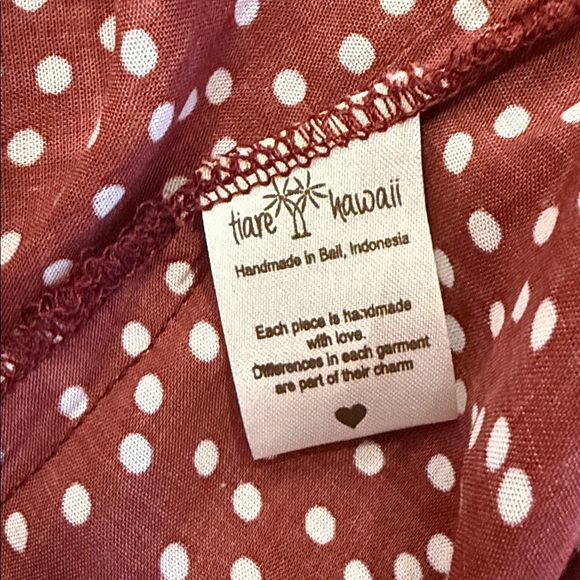 tiare hawaii
Handmade in Bali, Indonesia
Each piece is handmade
with love.
Differences in each garment
are part of their charm